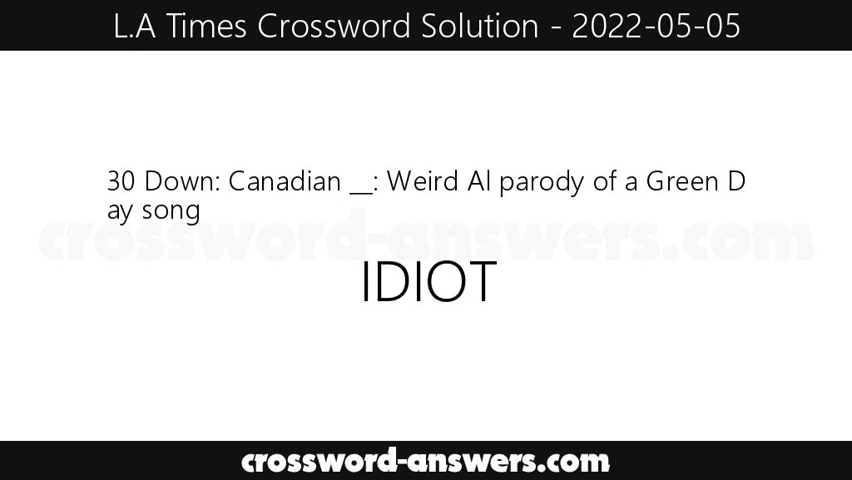 L.A Times Crossword Solution - 2022-05-05
30 Down: Canadian __: Weird Al parody of a Green D
ay song
crossword-answers.com
IDIOT
crossword-answers.com